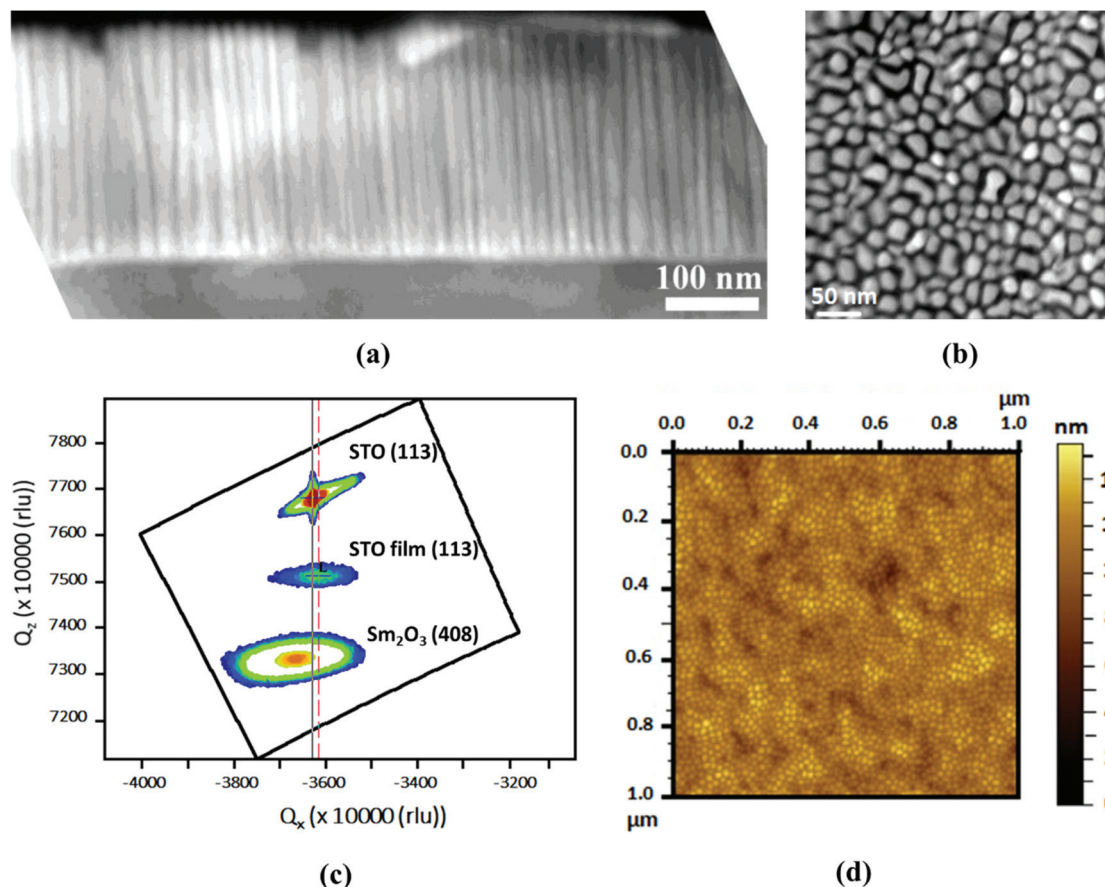 100 nm
50 nm
(a)
(b)
Qz (x 10000 (rlu))
7800
7700
7600
7500
7400
7300
7200
STO (113)
STO film (113)
L
Sm2O3 (408)
-4000
-3800
-3600
-3400
-3200
Qx (x 10000 (rlu))
(c)
µm
0.0
0.2
0.4
0.6
0.8
1.0
nm
0.0
0.2
0.4
0.6
0.8
1.0
µm
(d)